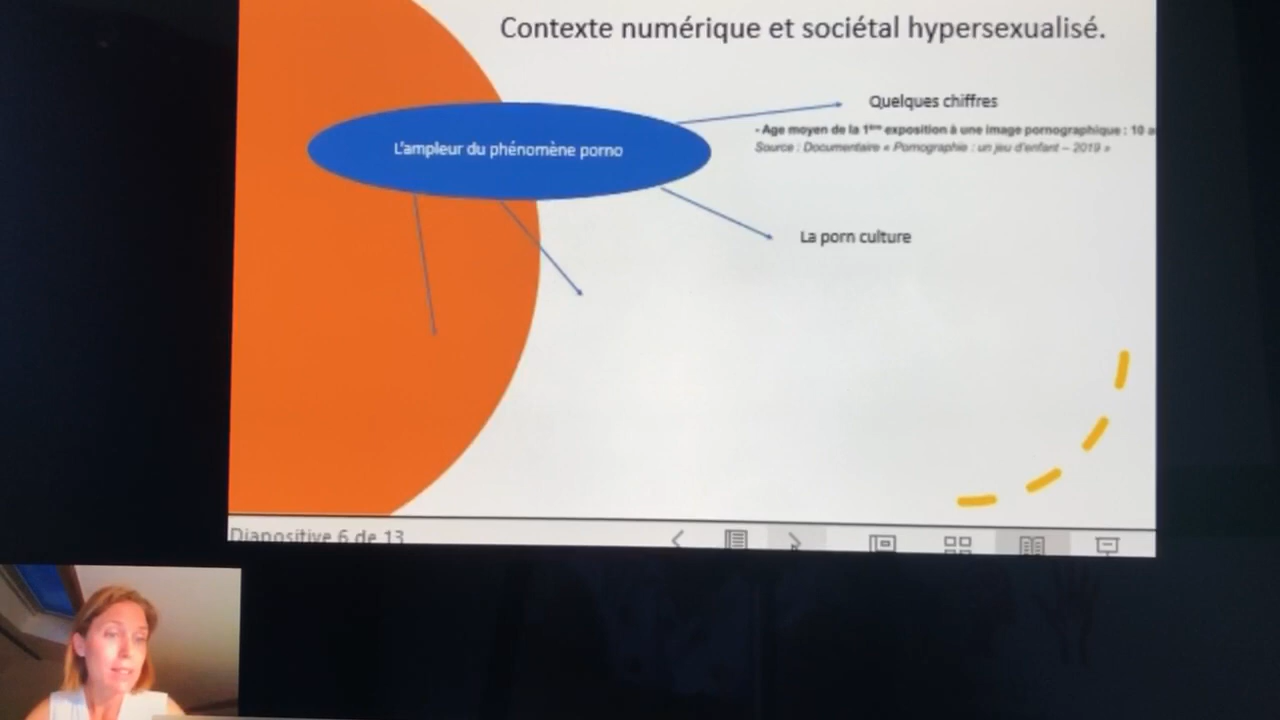 Contexte numérique et sociétal hypersexualisé.
Quelques chiffres
L'ampleur du phénomène porno
- Age moyen de la 1ère exposition à une image pornographique : 10 a
Source : Documentaire « Pornographie : un jeu d'enfant – 2019 »
La porn culture
Diapositive 6 de 13